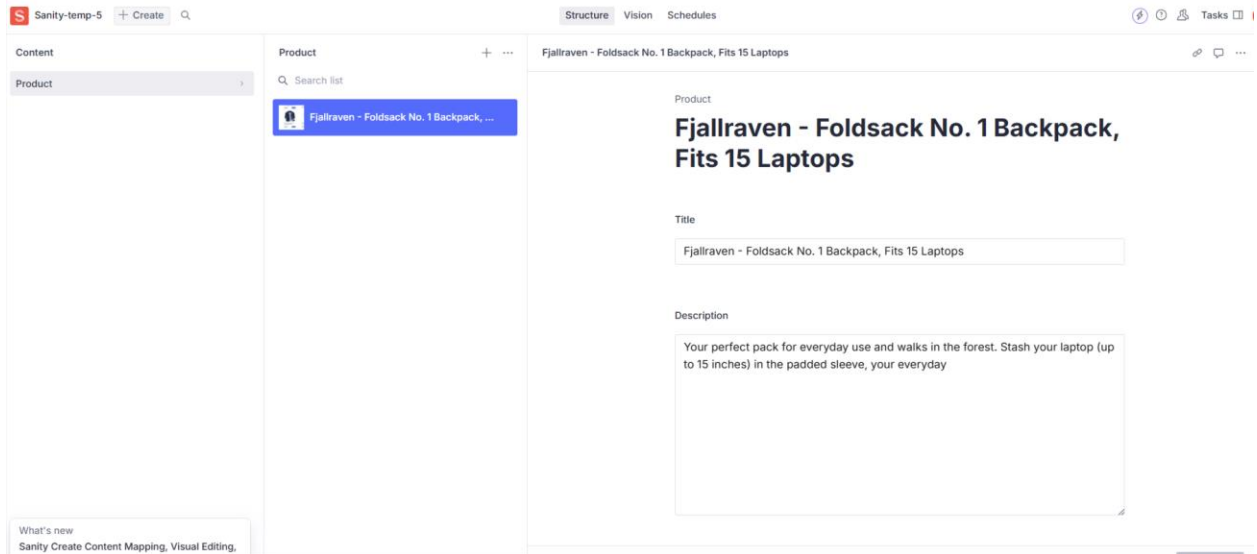 S Sanity-temp-5 + Create Structure Vision Schedules Tasks
Content
Product
Product
Search list
Fjallraven - Foldsack No. 1 Backpack, ...
Fjallraven - Foldsack No. 1 Backpack, Fits 15 Laptops
Product
Fjallraven - Foldsack No. 1 Backpack,
Fits 15 Laptops
Title
Fjallraven - Foldsack No. 1 Backpack, Fits 15 Laptops
Description
Your perfect pack for everyday use and walks in the forest. Stash your laptop (up
to 15 inches) in the padded sleeve, your everyday
What's new
Sanity Create Content Mapping, Visual Editing,